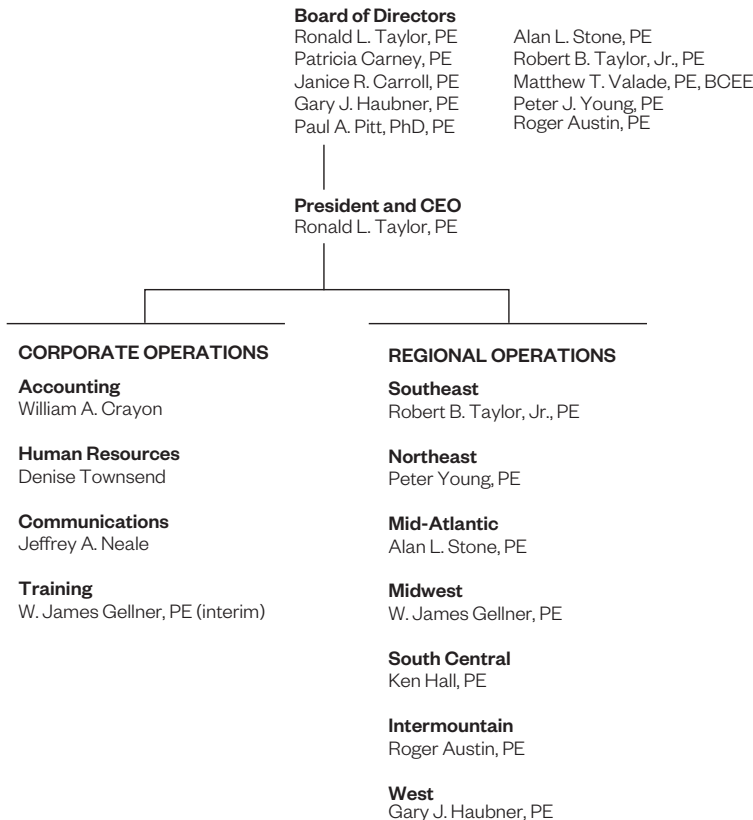 Board of Directors
Ronald L. Taylor, PE
Patricia Carney, PE
Janice R. Carroll, PE
Gary J. Haubner, PE
Paul A. Pitt, PhD, PE
Alan L. Stone, PE
Robert B. Taylor, Jr., PE
Matthew T. Valade, PE, BCEE
Peter J. Young, PE
Roger Austin, PE
President and CEO
Ronald L. Taylor, PE
CORPORATE OPERATIONS
Accounting
William A. Crayon
Human Resources
Denise Townsend
Communications
Jeffrey A. Neale
Training
W. James Gellner, PE (interim)
REGIONAL OPERATIONS
Southeast
Robert B. Taylor, Jr., PE
Northeast
Peter Young, PE
Mid-Atlantic
Alan L. Stone, PE
Midwest
W. James Gellner, PE
South Central
Ken Hall, PE
Intermountain
Roger Austin, PE
West
Gary J. Haubner, PE